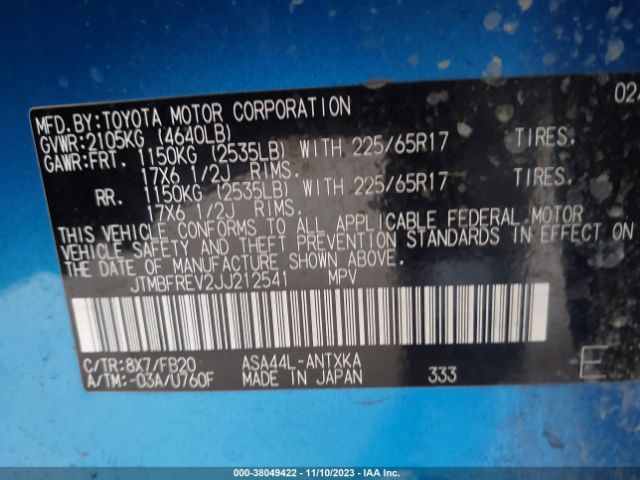 MFD.BY:TOYOTA MOTOR CORPORATION 02/
GVWR:2105KG (4640LB)
GAWR:FRT. 1150KG (2535LB) WITH 225/65R17 TIRES.
17X6 1/2J RIMS.
RR. 1150KG (2535LB) WITH 225/65R17 TIRES.
17X6 1/2J RIMS.
THIS VEHICLE CONFORMS TO ALL APPLICABLE FEDERAL MOTOR
VEHICLE SAFETY AND THEFT PREVENTION STANDARDS IN EFFECT ON
THE DATE OF MANUFACTURE SHOWN ABOVE.
JTMBFREV2JJ212541 MPV
C/TR:8X7/FB20 ASA44L-ANTXKA
A/TM:-03A/U760F MADE IN JAPAN 333 E
000-38049422 — 11/10/2023 — IAA Inc.